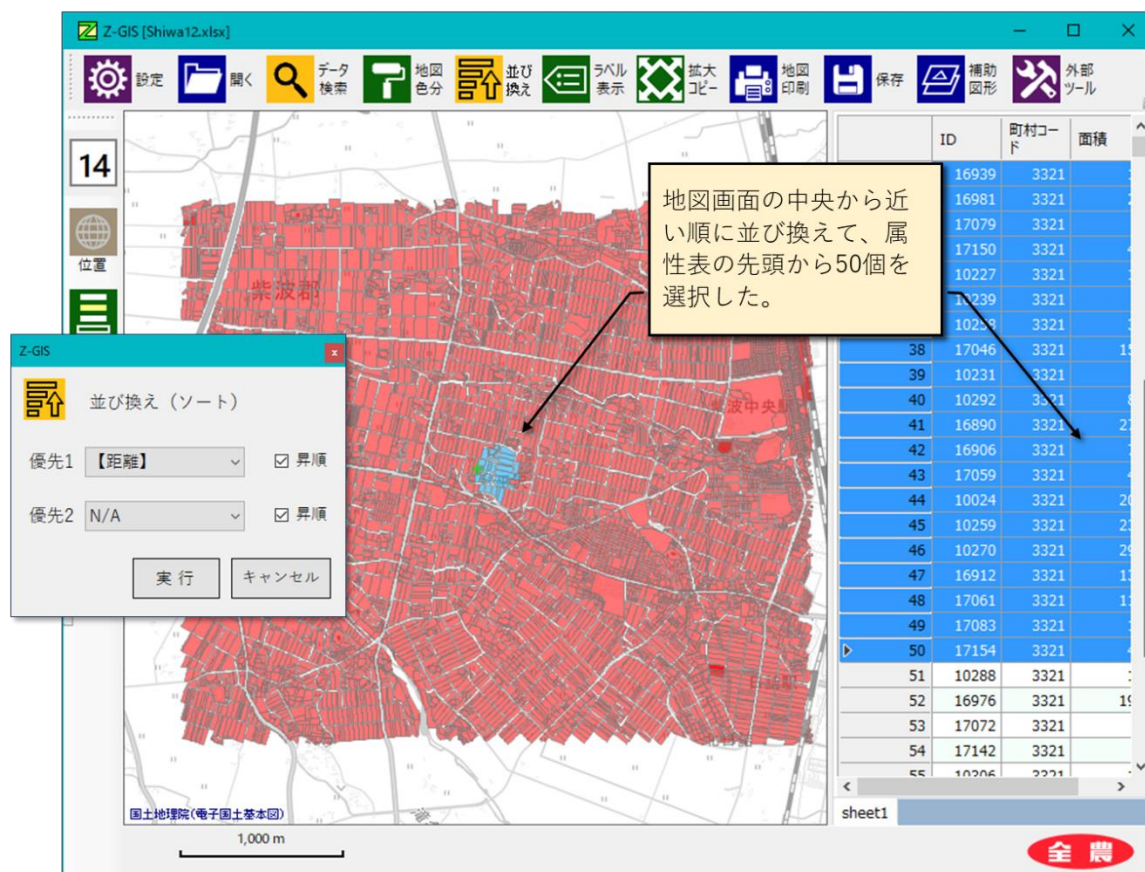 Z-GIS [Shiwa12.xlsx]
設定
開く
データ
検索
地図
色分
並び
換え
ラベル
表示
拡大
コピー
地図
印刷
保存
補助
図形
外部
ツール
14
位置
紫波郡
地図画面の中央から近
い順に並び換えて、属
性表の先頭から50個を
選択した。
Z-GIS
並び換え（ソート）
優先1 【距離】 昇順
優先2 N/A 昇順
実 行 キャンセル
国土地理院(電子国土基本図)
1,000 m
ID 町村コー
ド 面積
16939 3321
16981 3321
17079 3321
17150 3321
10227 3321
10239 3321
3321
38 17046 3321
39 10231 3321
40 10292 3321
41 16890 3321
42 16906 3321
43 17059 3321
44 10024 3321
45 10259 3321
46 10270 3321
47 16912 3321
48 17061 3321
49 17083 3321
50 17154 3321
51 10288 3321
52 16976 3321
53 17072 3321
54 17142 3321
55 10306 3321
sheet1
全 農